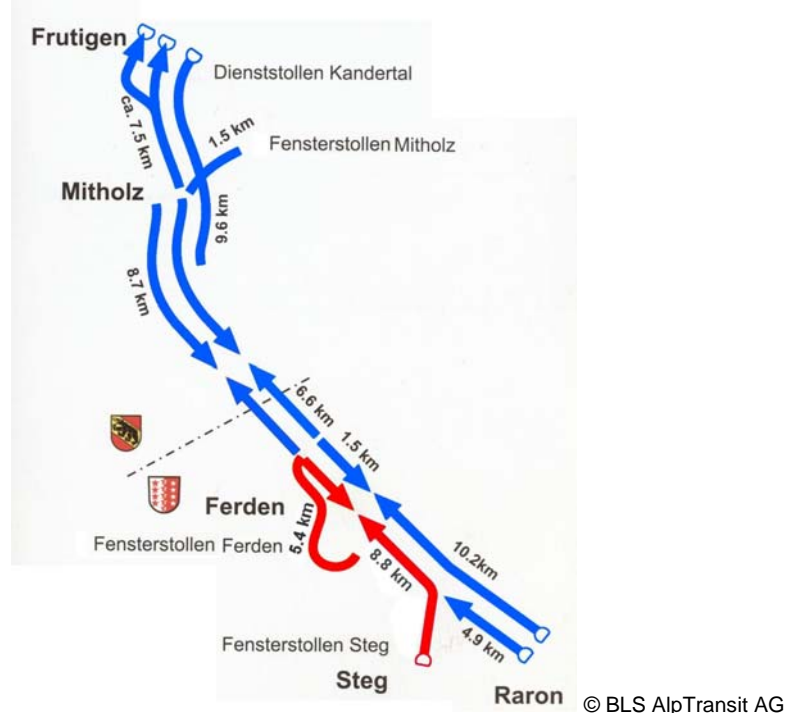 Frutigen
Dienststollen Kandertal
ca. 7.5 km
1.5 km
Fensterstollen Mitholz
Mitholz
9.6 km
8.7 km
6.6 km
1.5 km
Ferden
Fensterstollen Ferden
5.4 km
10.2km
8.8 km
4.9 km
Fensterstollen Steg
Steg
Raron
© BLS AlpTransit AG